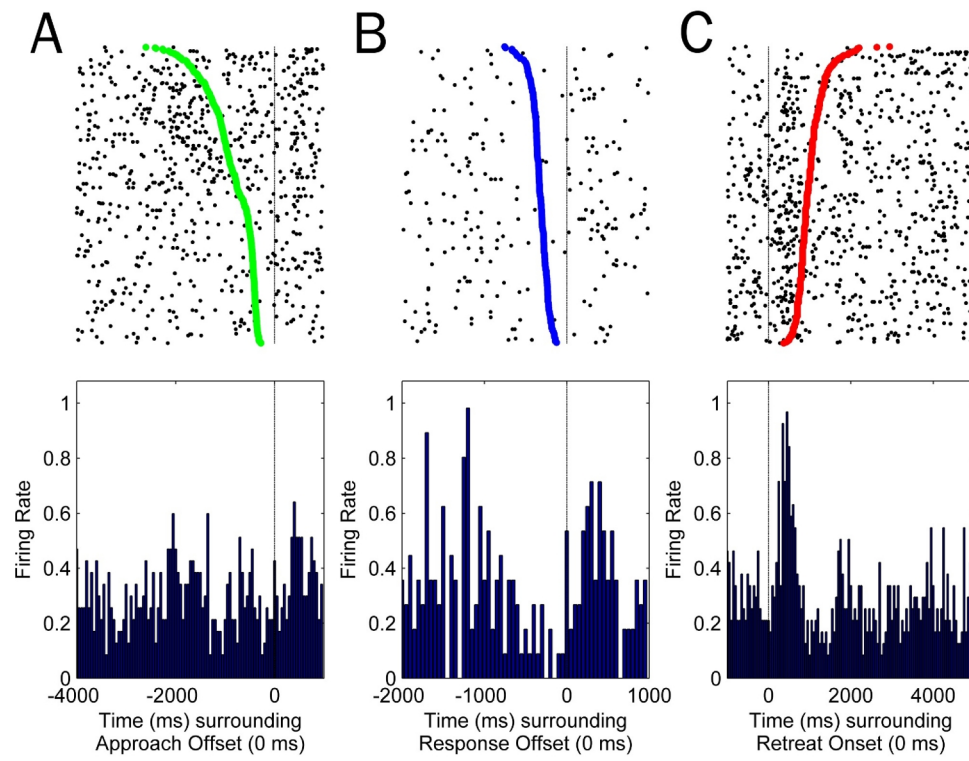 A B C
1 1 1
0.8 0.8 0.8
0.6 0.6 0.6
0.4 0.4 0.4
0.2 0.2 0.2
0 0 0
Firing Rate Firing Rate Firing Rate
-4000 -2000 0 -2000 -1000 0 1000 0 2000 4000
Time (ms) surrounding Time (ms) surrounding Time (ms) surrounding
Approach Offset (0 ms) Response Offset (0 ms) Retreat Onset (0 ms)